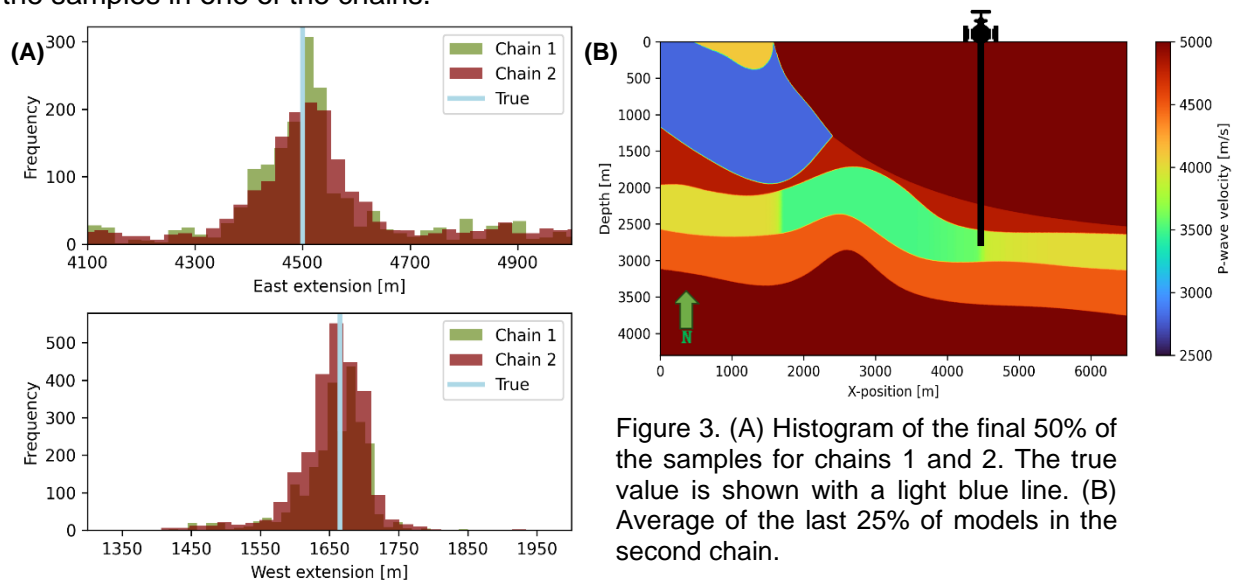 the samples in one of the chains.
(A)
300
200
100
0
Frequency
Chain 1
Chain 2
True
4100 4300 4500 4700 4900
East extension [m]
500
400
300
200
100
0
Frequency
Chain 1
Chain 2
True
1350 1450 1550 1650 1750 1850 1950
West extension [m]
(B)
0
500
1000
1500
2000
2500
3000
3500
4000
Depth [m]
N
0 1000 2000 3000 4000 5000 6000
X-position [m]
5000
4500
4000
3500
3000
2500
P-wave velocity [m/s]
Figure 3. (A) Histogram of the final 50% of
the samples for chains 1 and 2. The true
value is shown with a light blue line. (B)
Average of the last 25% of models in the
second chain.